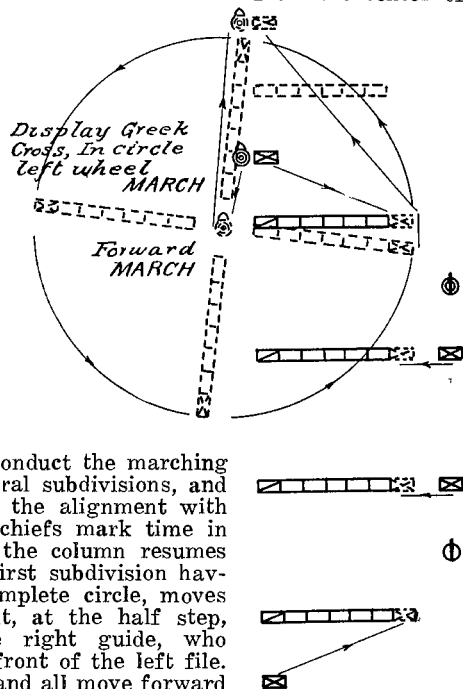 Display Greek
Cross, In circle
left wheel
MARCH
Forward
MARCH
onduct the marching
ral subdivisions, and
the alignment with
chiefs mark time in
the column resumes
irst subdivision hav-
mplete circle, moves
t, at the half step,
e right guide, who
front of the left file.
and all move forward